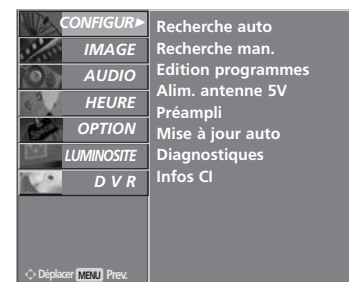 CONFIGUR►
IMAGE
AUDIO
HEURE
OPTION
LUMINOSITE
D V R
Recherche auto
Recherche man.
Edition programmes
Alim. antenne 5V
Préampli
Mise à jour auto
Diagnostiques
Infos CI
Déplacer MENU Prev.